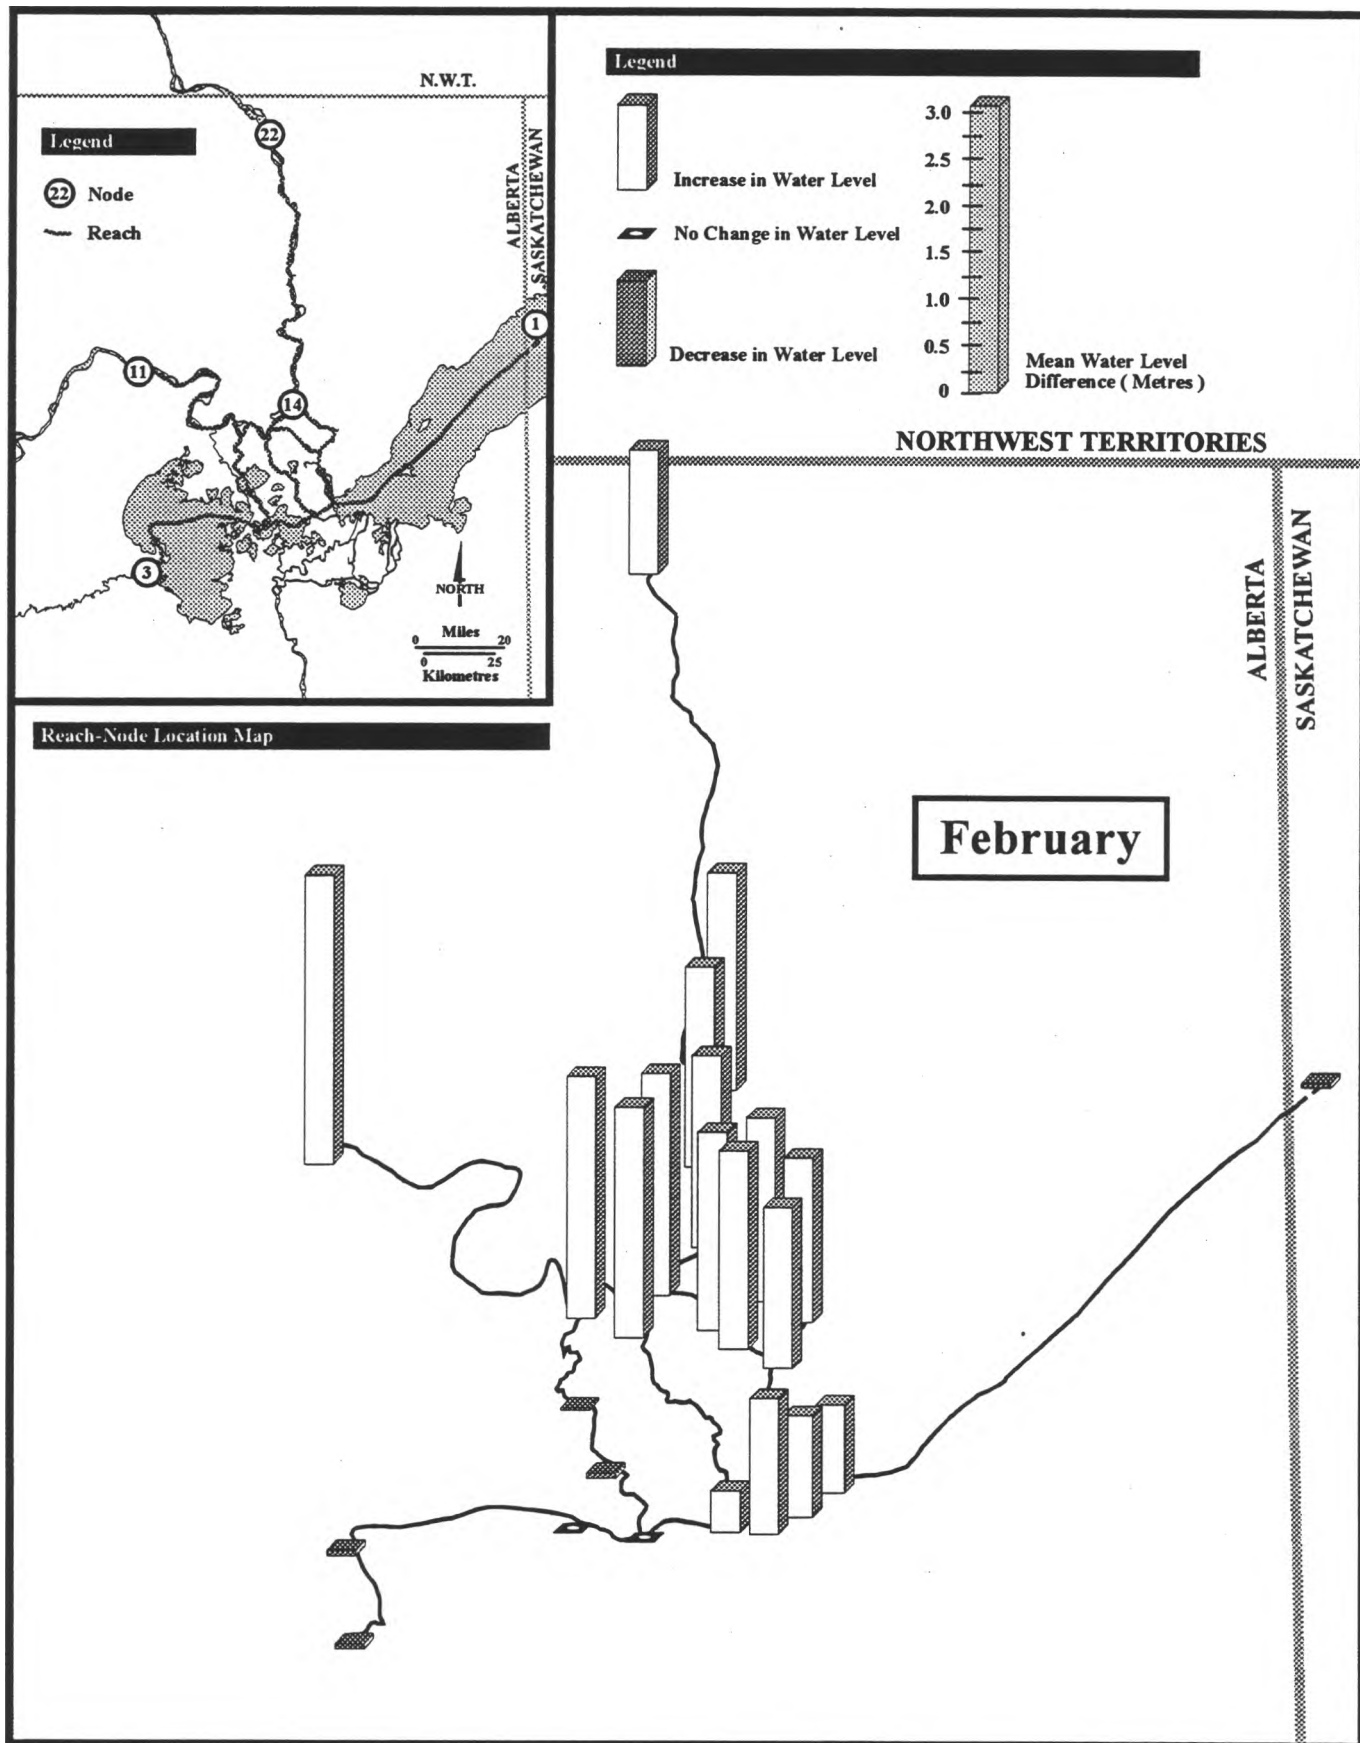 N.W.T.
Legend
22
22 Node
Reach
ALBERTA
SASKATCHEWAN
1
11
14
3
NORTH
Miles
0 20
0 25
Kilometres
Reach-Node Location Map
Legend
Increase in Water Level
No Change in Water Level
Decrease in Water Level
3.0
2.5
2.0
1.5
1.0
0.5
0
Mean Water Level
Difference ( Metres )
NORTHWEST TERRITORIES
ALBERTA
SASKATCHEWAN
February